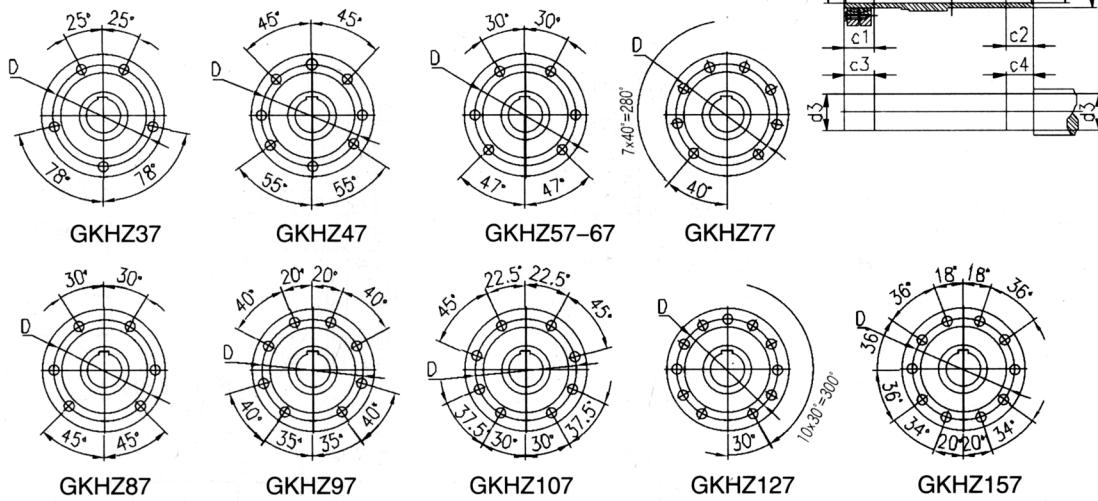 25° 25°
D
78° 78°
GKHZ37
45° 45°
D
55° 55°
GKHZ47
30° 30°
D
47° 47°
GKHZ57-67
D
7x40°=280°
40°
GKHZ77
c1 c2
c3 c4
d3 d3
30° 30°
D
45° 45°
GKHZ87
40° 20° 20° 40°
D
40° 35° 35° 40°
GKHZ97
45° 22.5° 22.5° 45°
D
37.5° 30° 30° 37.5°
GKHZ107
D
10x30°=300°
30°
GKHZ127
36° 18° 18° 36°
D
36°
36° 34° 20° 20° 34°
GKHZ157